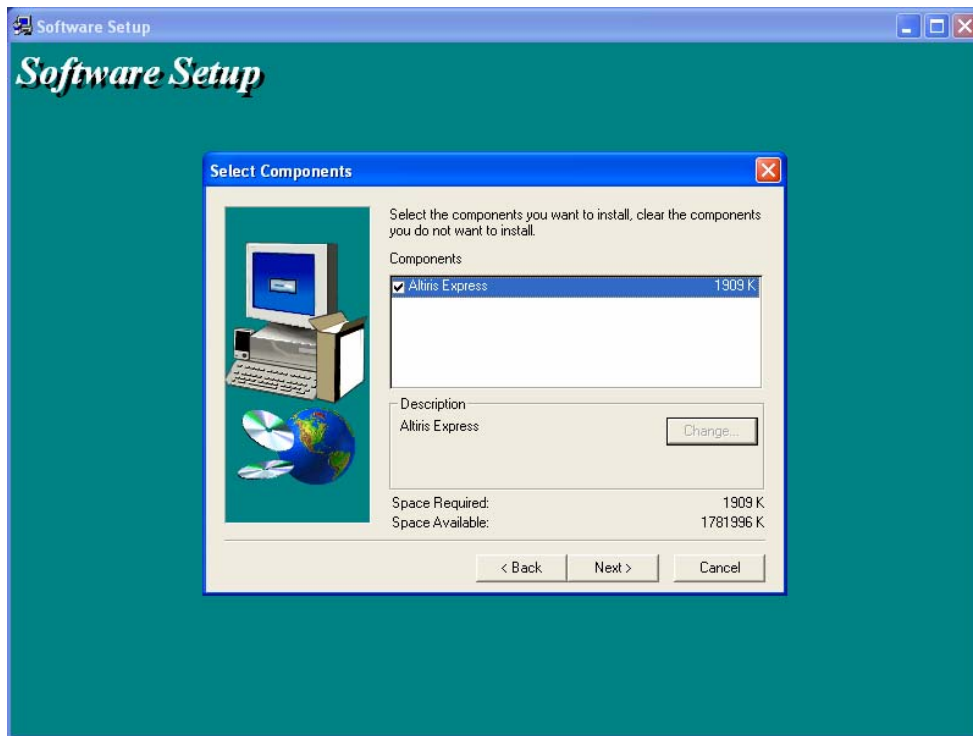 Software Setup
Software Setup
Select Components
Select the components you want to install, clear the components
you do not want to install.
Components
Altiris Express 1909 K
Description
Altiris Express
Change...
Space Required: 1909 K
Space Available: 1781996 K
< Back Next > Cancel